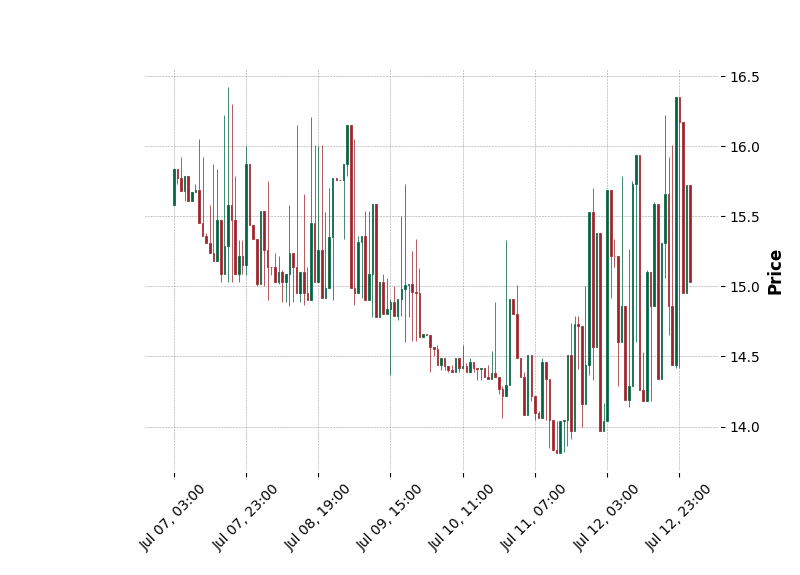 16.5
16.0
15.5
15.0
14.5
14.0
Price
Jul 07, 03:00
Jul 07, 23:00
Jul 08, 19:00
Jul 09, 15:00
Jul 10, 11:00
Jul 11, 07:00
Jul 12, 03:00
Jul 12, 23:00